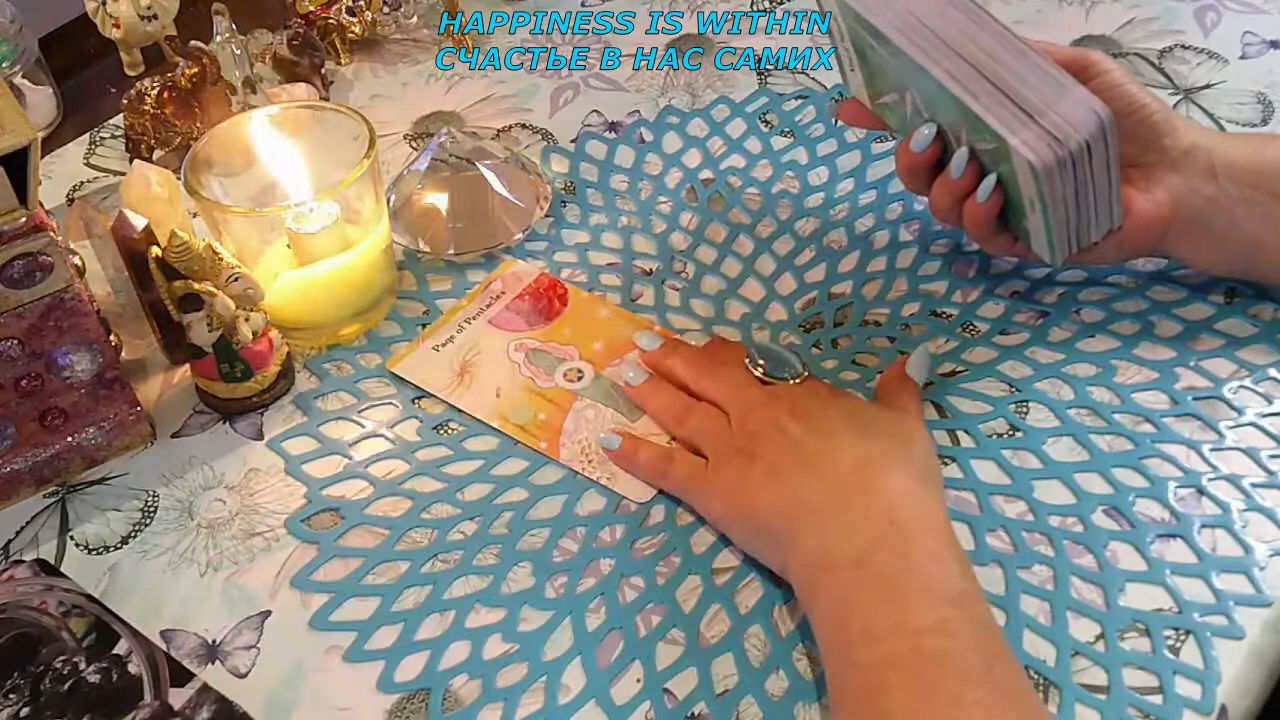 HAPPINESS IS WITHIN
СЧАСТЬЕ В НАС САМИХ
Page of Pentacles